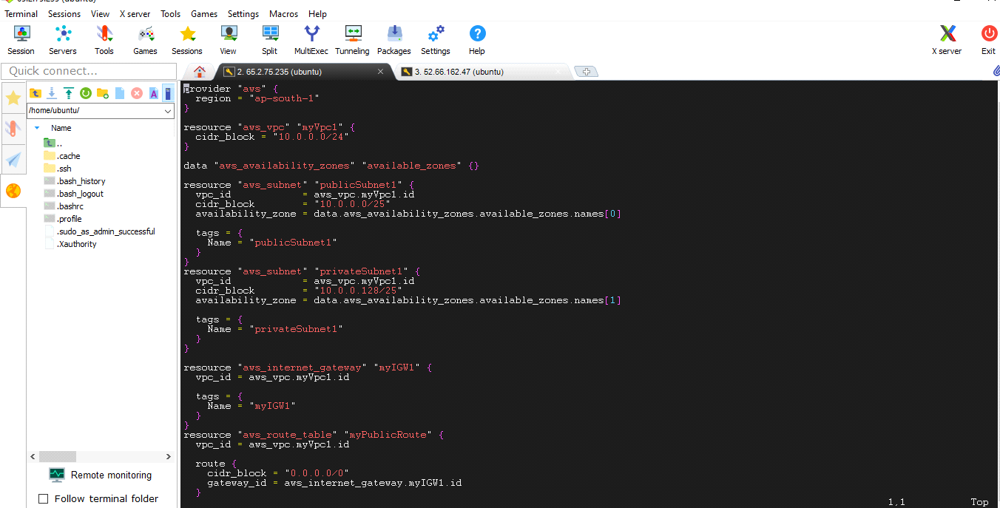 65.2.75.235 (ubuntu)
Terminal Sessions View X server Tools Games Settings Macros Help
Session Servers Tools Games Sessions View Split MultiExec Tunneling Packages Settings Help X server Exit
Quick connect...
2. 65.2.75.235 (ubuntu)
3. 52.66.162.47 (ubuntu)
/home/ubuntu/
Name
..
.cache
.ssh
.bash_history
.bash_logout
.bashrc
.profile
.sudo_as_admin_successful
.Xauthority
Remote monitoring
Follow terminal folder
provider "aws" {
  region = "ap-south-1"
}

resource "aws_vpc" "myVpc1" {
  cidr_block = "10.0.0.0/24"
}

data "aws_availability_zones" "available_zones" {}

resource "aws_subnet" "publicSubnet1" {
  vpc_id            = aws_vpc.myVpc1.id
  cidr_block        = "10.0.0.0/25"
  availability_zone = data.aws_availability_zones.available_zones.names[0]

  tags = {
    Name = "publicSubnet1"
  }
}
resource "aws_subnet" "privateSubnet1" {
  vpc_id            = aws_vpc.myVpc1.id
  cidr_block        = "10.0.0.128/25"
  availability_zone = data.aws_availability_zones.available_zones.names[1]

  tags = {
    Name = "privateSubnet1"
  }
}

resource "aws_internet_gateway" "myIGW1" {
  vpc_id = aws_vpc.myVpc1.id

  tags = {
    Name = "myIGW1"
  }
}
resource "aws_route_table" "myPublicRoute" {
  vpc_id = aws_vpc.myVpc1.id

  route {
    cidr_block = "0.0.0.0/0"
    gateway_id = aws_internet_gateway.myIGW1.id
  }
1,1 Top